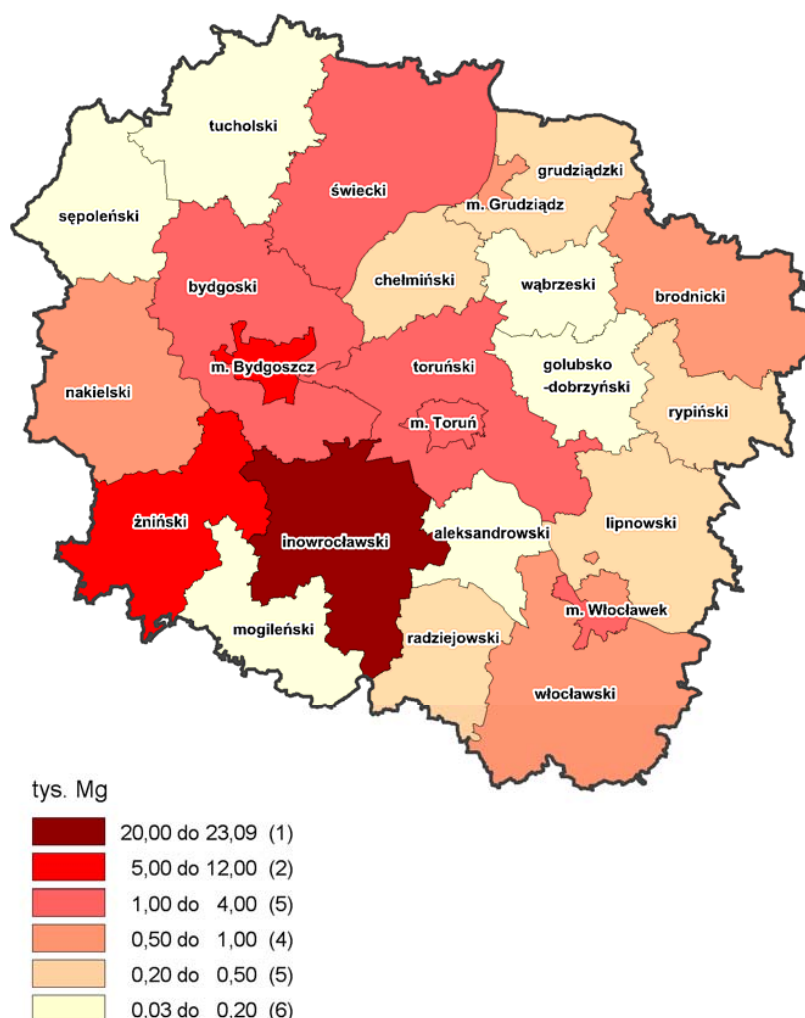 tucholski
grudziądzki
świecki
m. Grudziądz
sępoleński
chełmiński
wąbrzeski
bydgoski
brodnicki
m. Bydgoszcz
toruński
golubsko
-dobrzyński
nakielski
rypiński
m. Toruń
żniński
lipnowski
inowrocławski
aleksandrowski
m. Włocławek
mogileński
radziejowski
włocławski
tys. Mg
20,00 do 23,09 (1)
5,00 do 12,00 (2)
1,00 do 4,00 (5)
0,50 do 1,00 (4)
0,20 do 0,50 (5)
0,03 do 0,20 (6)